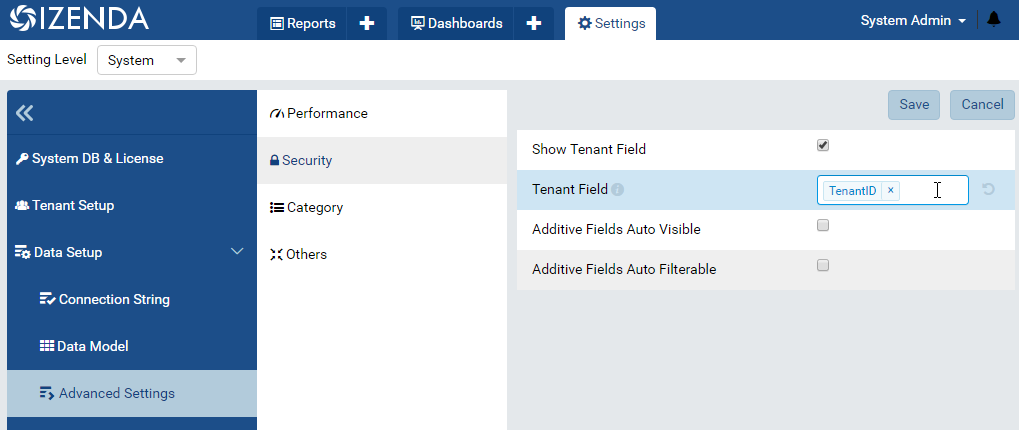 IZENDA
Reports
Dashboards
Settings
System Admin
Setting Level
System
System DB & License
Tenant Setup
Data Setup
Connection String
Data Model
Advanced Settings
Performance
Security
Category
Others
Save
Cancel
Show Tenant Field
Tenant Field
TenantID ×
Additive Fields Auto Visible
Additive Fields Auto Filterable